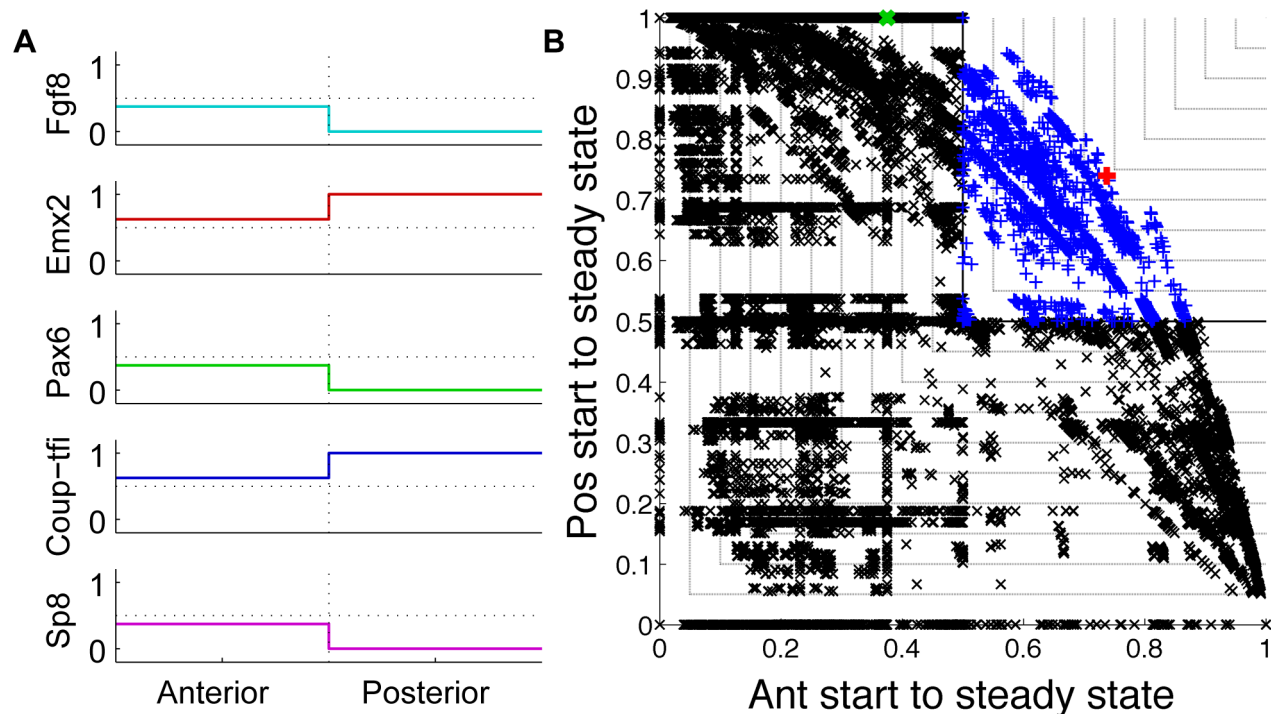 A
1
Fgf8
0
1
Emx2
0
1
Pax6
0
1
Coup-tfi
0
1
Sp8
0
Anterior Posterior
B
1
0.9
0.8
0.7
0.6
0.5
0.4
0.3
0.2
0.1
0
Pos start to steady state
0 0.2 0.4 0.6 0.8 1
Ant start to steady state